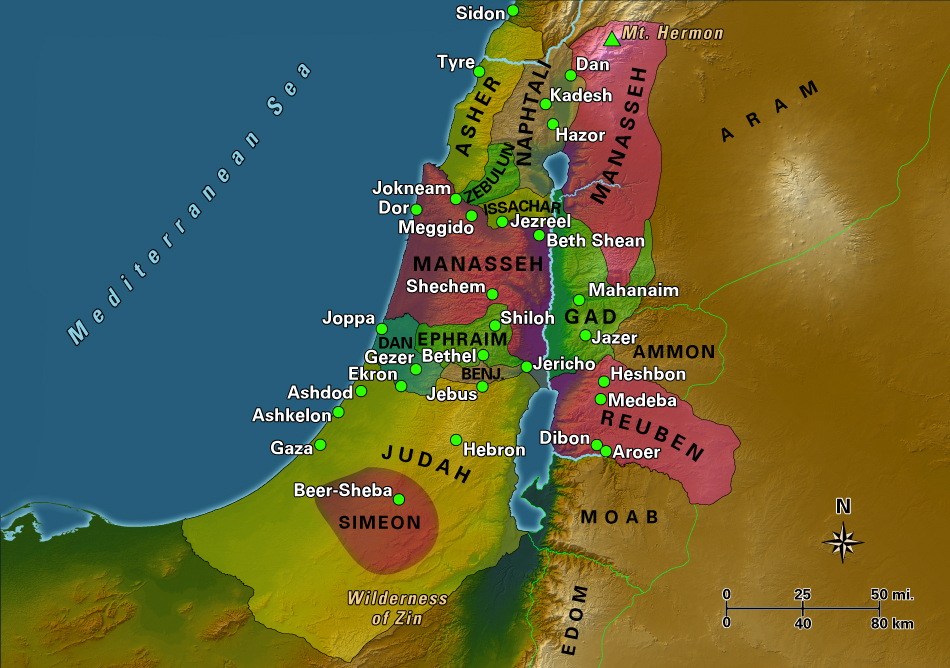 Sidon
Mt. Hermon
Tyre
Dan
Kadesh
Hazor
ASHER
NAPHTALI
MANASSEH
ARAM
Mediterranean Sea
ZEBULUN
Jokneam
ISSACHAR
Dor
Meggido
Jezreel
Beth Shean
MANASSEH
Shechem
Mahanaim
Joppa
Shiloh
GAD
DAN
EPHRAIM
Jazer
Gezer
Bethel
AMMON
Ekron
BENJ.
Jericho
Heshbon
Ashdod
Jebus
Medeba
Ashkelon
REUBEN
Gaza
Hebron
Dibon
Aroer
JUDAH
Beer-Sheba
SIMEON
MOAB
N
Wilderness
of Zin
EDOM
0 25 50 mi.
0 40 80 km